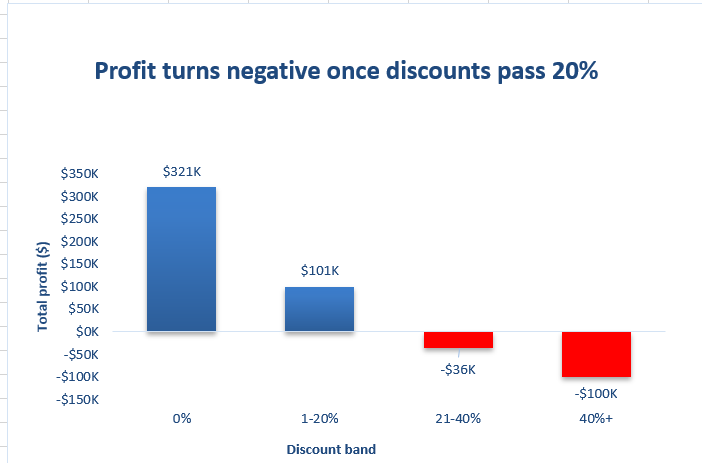 Profit turns negative once discounts pass 20%
$350K
$300K
$250K
$200K
$150K
$100K
$50K
$0K
-$50K
-$100K
-$150K
Total profit ($)
$321K
$101K
-$36K
-$100K
0%
1-20%
21-40%
40%+
Discount band